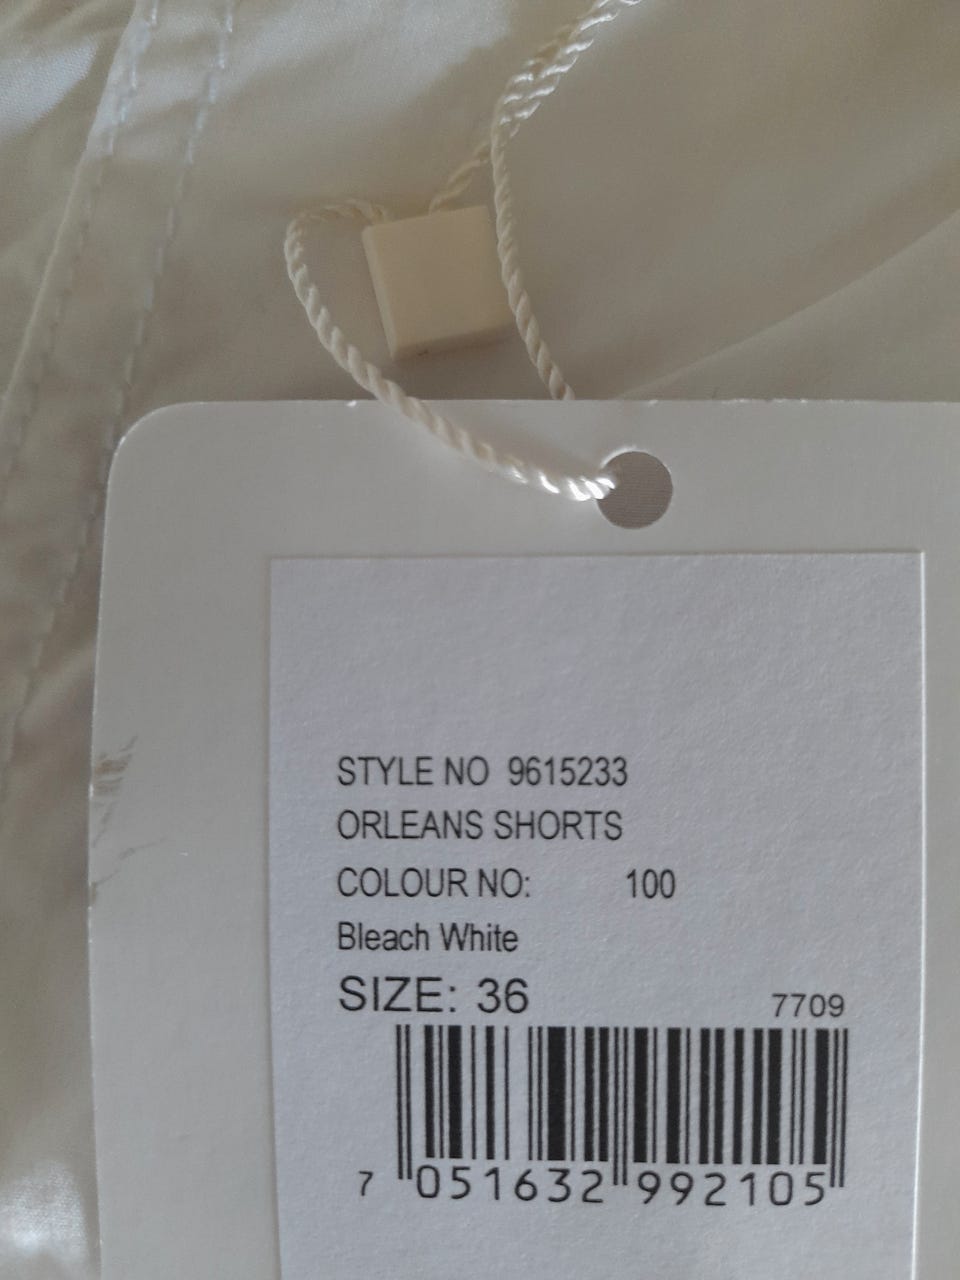 STYLE NO 9615233
ORLEANS SHORTS
COLOUR NO: 100
Bleach White
SIZE: 36 7709
7 051632 992105